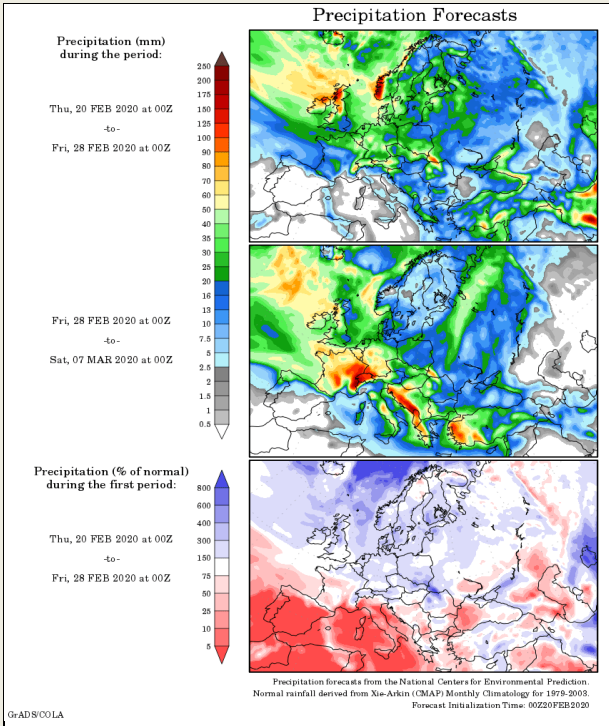 Precipitation Forecasts
Precipitation (mm)
during the period:
Thu, 20 FEB 2020 at 00Z
-to-
Fri, 28 FEB 2020 at 00Z
250
200
175
150
125
100
90
80
70
60
50
40
35
30
25
20
16
13
10
7.5
5
2.5
2
1.5
1
0.5
Fri, 28 FEB 2020 at 00Z
-to-
Sat, 07 MAR 2020 at 00Z
Precipitation (% of normal)
during the first period:
Thu, 20 FEB 2020 at 00Z
-to-
Fri, 28 FEB 2020 at 00Z
800
600
400
300
150
75
50
25
10
5
Precipitation forecasts from the National Centers for Environmental Prediction.
Normal rainfall derived from Xie-Arkin (CMAP) Monthly Climatology for 1979-2003.
Forecast Initialization Time: 00Z20FEB2020
GrADS/COLA